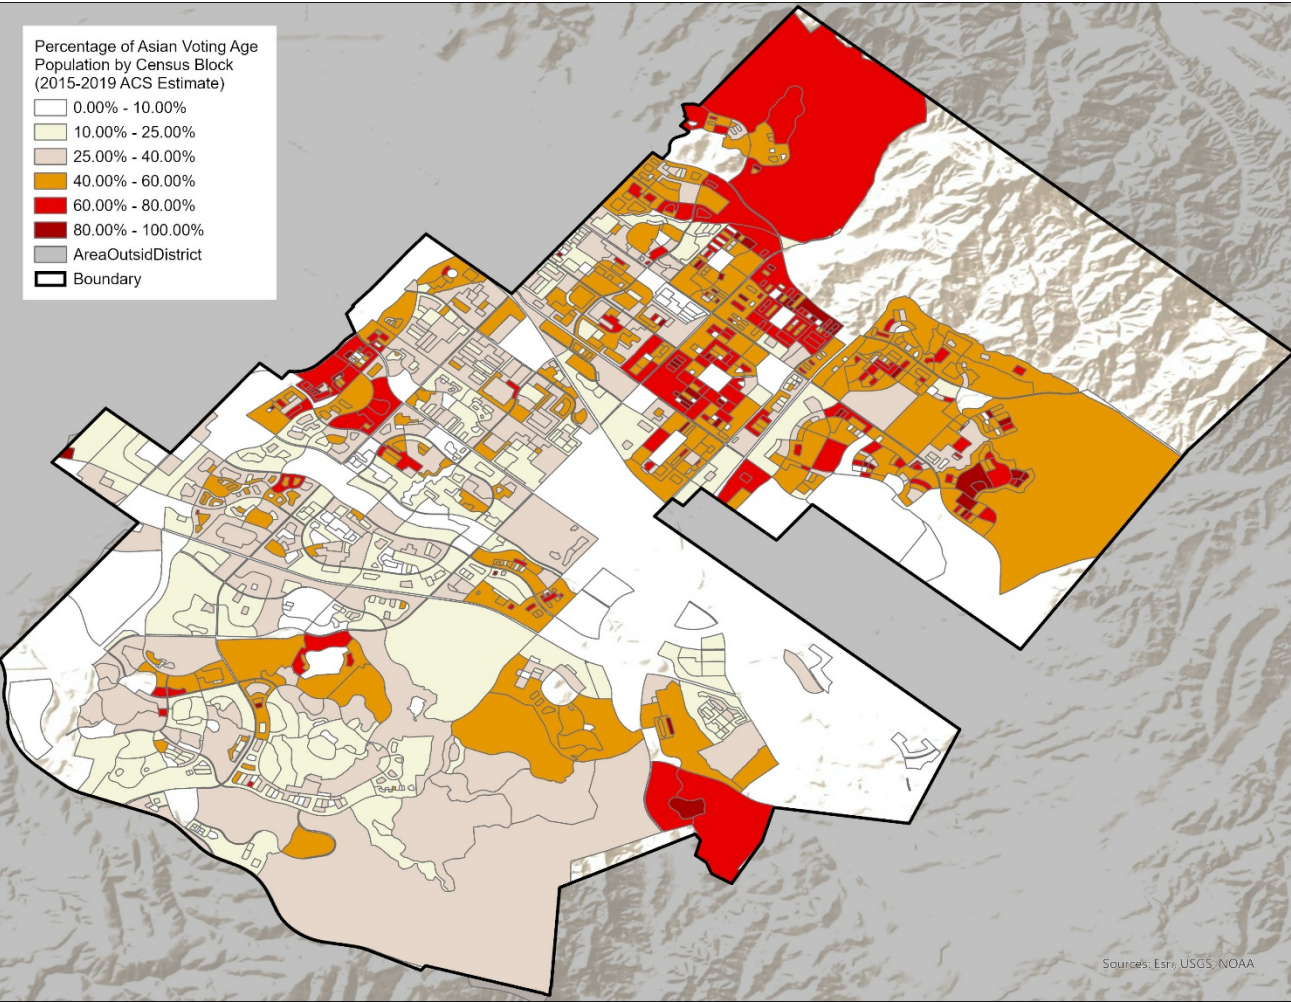 Percentage of Asian Voting Age
Population by Census Block
(2015-2019 ACS Estimate)
0.00% - 10.00%
10.00% - 25.00%
25.00% - 40.00%
40.00% - 60.00%
60.00% - 80.00%
80.00% - 100.00%
AreaOutsidDistrict
Boundary
Sources: Esri, USGS, NOAA